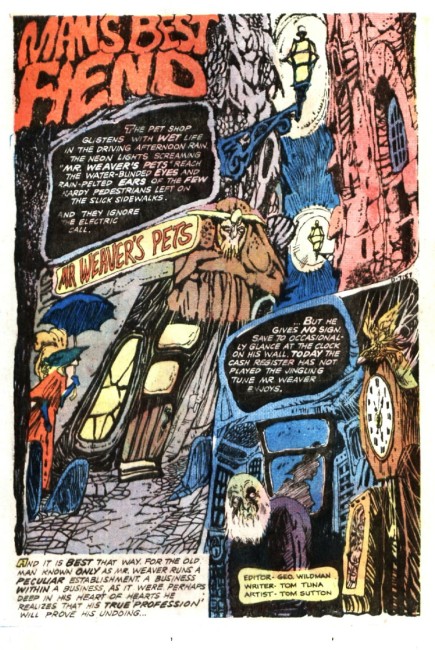 MAN'S BEST
FIEND
THE PET SHOP
GLISTENS WITH WET LIFE
IN THE DRIVING AFTERNOON RAIN.
THE NEON LIGHTS SCREAMING
"MR. WEAVER'S PETS" REACH
THE WATER-BLINDED EYES AND
RAIN-PELTED EARS OF THE FEW
HARDY PEDESTRIANS LEFT ON
THE SLICK SIDEWALKS.
AND THEY IGNORE
THE ELECTRIC
CALL.
MR WEAVER'S PETS
...BUT HE
GIVES NO SIGN,
SAVE TO OCCASIONAL-
LY GLANCE AT THE CLOCK
ON HIS WALL. TODAY THE
CASH REGISTER HAS NOT
PLAYED THE JINGLING
TUNE MR. WEAVER
ENJOYS.
AND IT IS BEST THAT WAY. FOR THE OLD
MAN KNOWN ONLY AS MR. WEAVER RUNS A
PECULIAR ESTABLISHMENT. A BUSINESS
WITHIN A BUSINESS, AS IT WERE. PERHAPS
DEEP IN HIS HEART OF HEARTS HE
REALIZES THAT HIS 'TRUE PROFESSION'
WILL PROVE HIS UNDOING...
EDITOR- GEO. WILDMAN
WRITER- TOM TUNA
ARTIST- TOM SUTTON